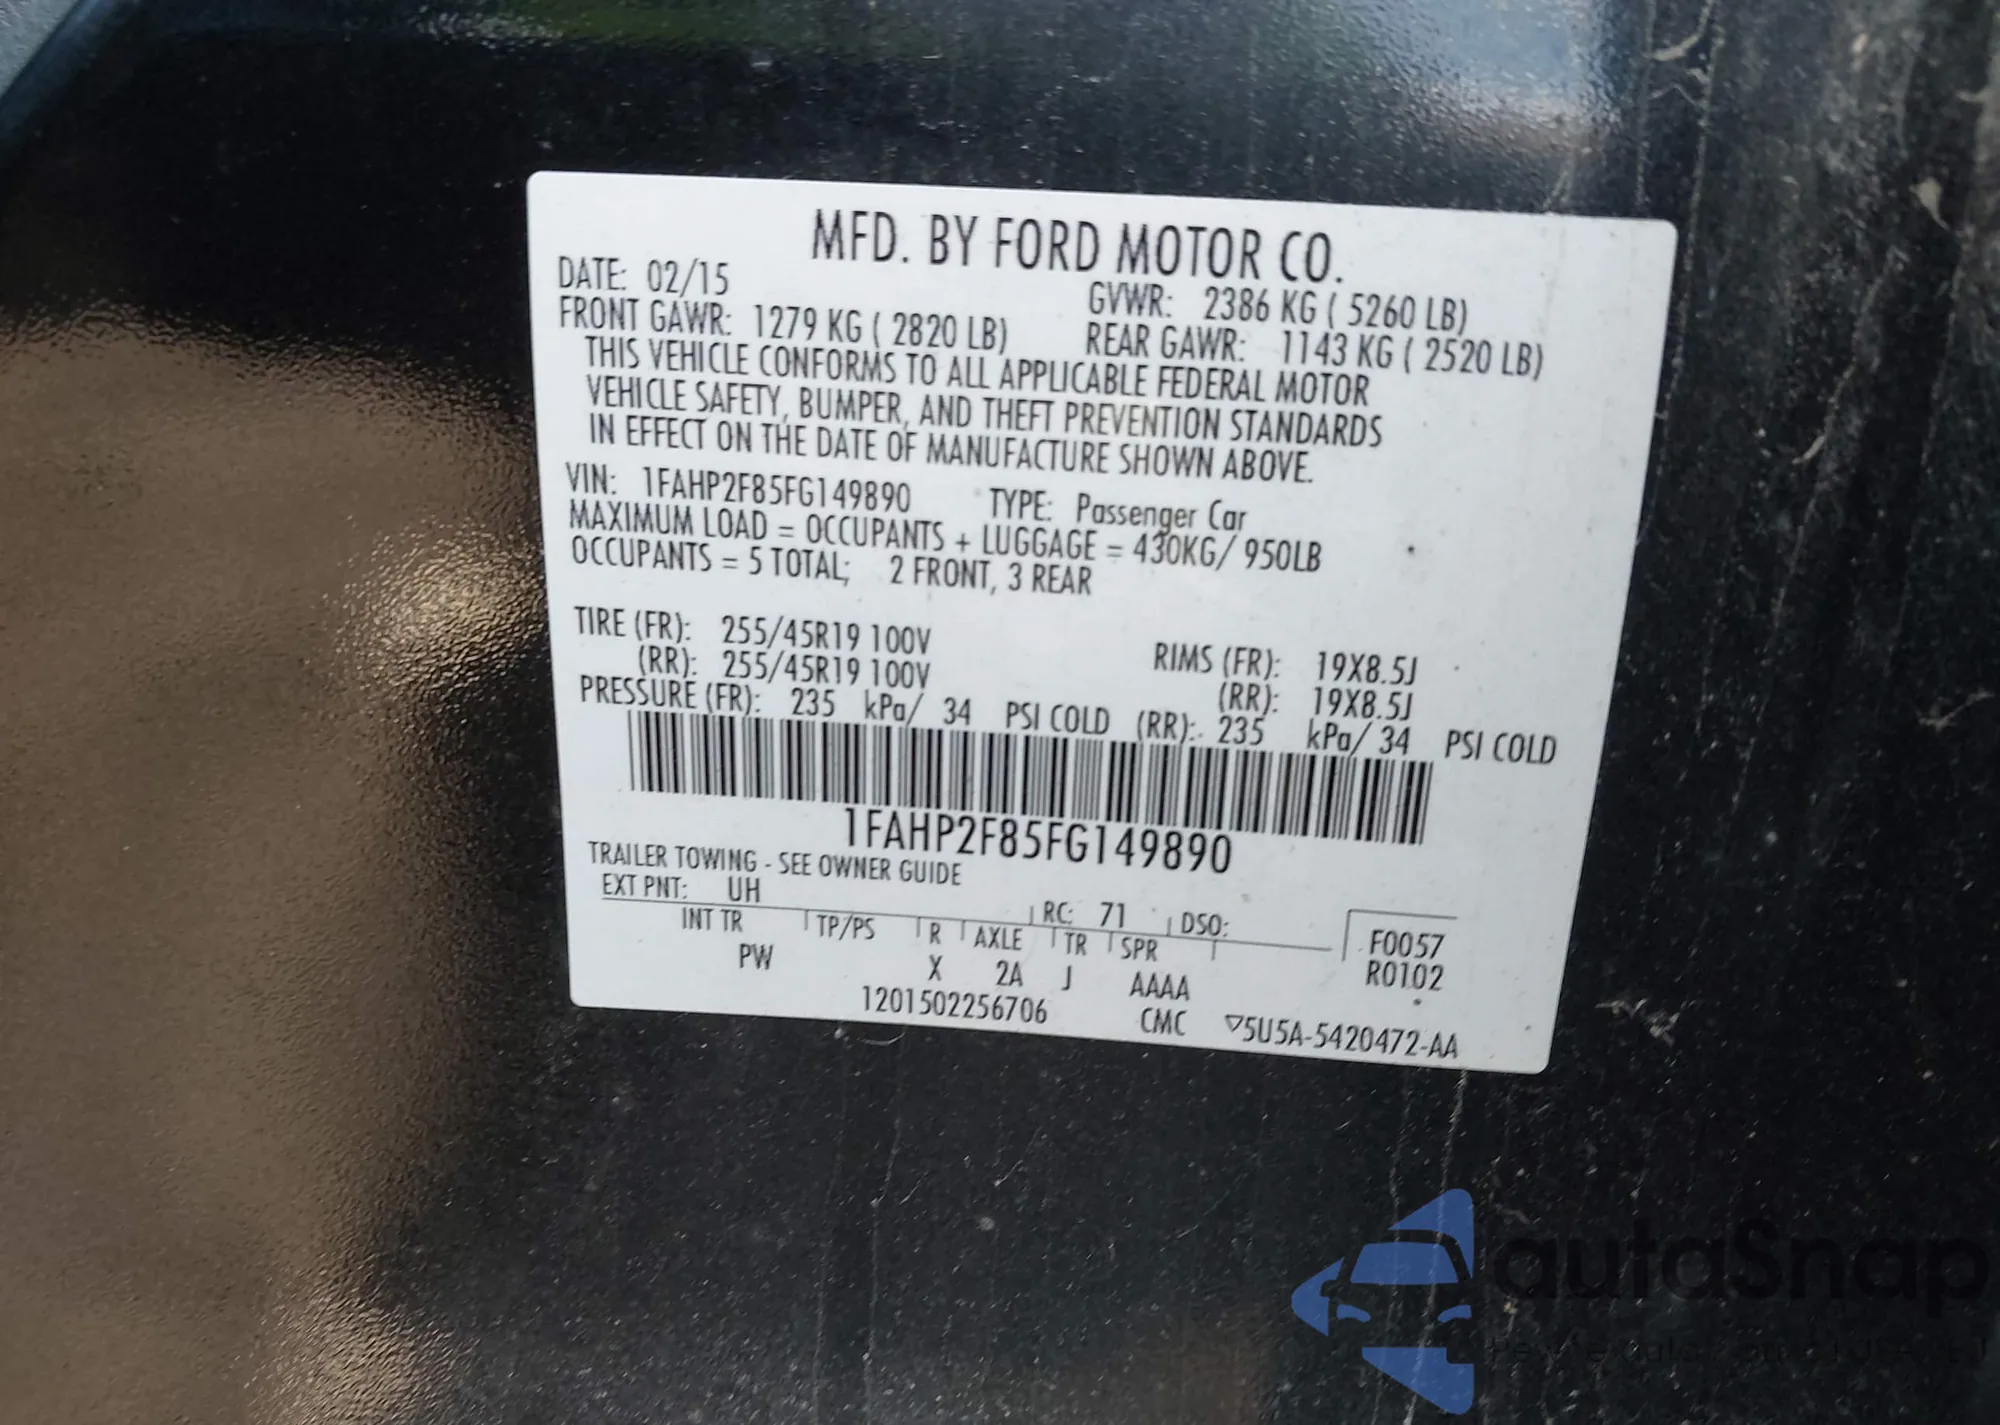 MFD. BY FORD MOTOR CO.
DATE: 02/15 GVWR: 2386 KG ( 5260 LB)
FRONT GAWR: 1279 KG ( 2820 LB) REAR GAWR: 1143 KG ( 2520 LB)
THIS VEHICLE CONFORMS TO ALL APPLICABLE FEDERAL MOTOR
VEHICLE SAFETY, BUMPER, AND THEFT PREVENTION STANDARDS
IN EFFECT ON THE DATE OF MANUFACTURE SHOWN ABOVE.
VIN: 1FAHP2F85FG149890 TYPE: Passenger Car
MAXIMUM LOAD = OCCUPANTS + LUGGAGE = 430KG/ 950LB
OCCUPANTS = 5 TOTAL; 2 FRONT, 3 REAR
TIRE (FR): 255/45R19 100V RIMS (FR): 19X8.5J
(RR): 255/45R19 100V (RR): 19X8.5J
PRESSURE (FR): 235 kPa/ 34 PSI COLD (RR): 235 kPa/ 34 PSI COLD
1FAHP2F85FG149890
TRAILER TOWING - SEE OWNER GUIDE
EXT PNT: UH RC: 71 DSO:
INT TR TP/PS R AXLE TR SPR F0057
PW X 2A J AAAA R0102
1201502256706 CMC ▽5U5A-5420472-AA
autoSnap